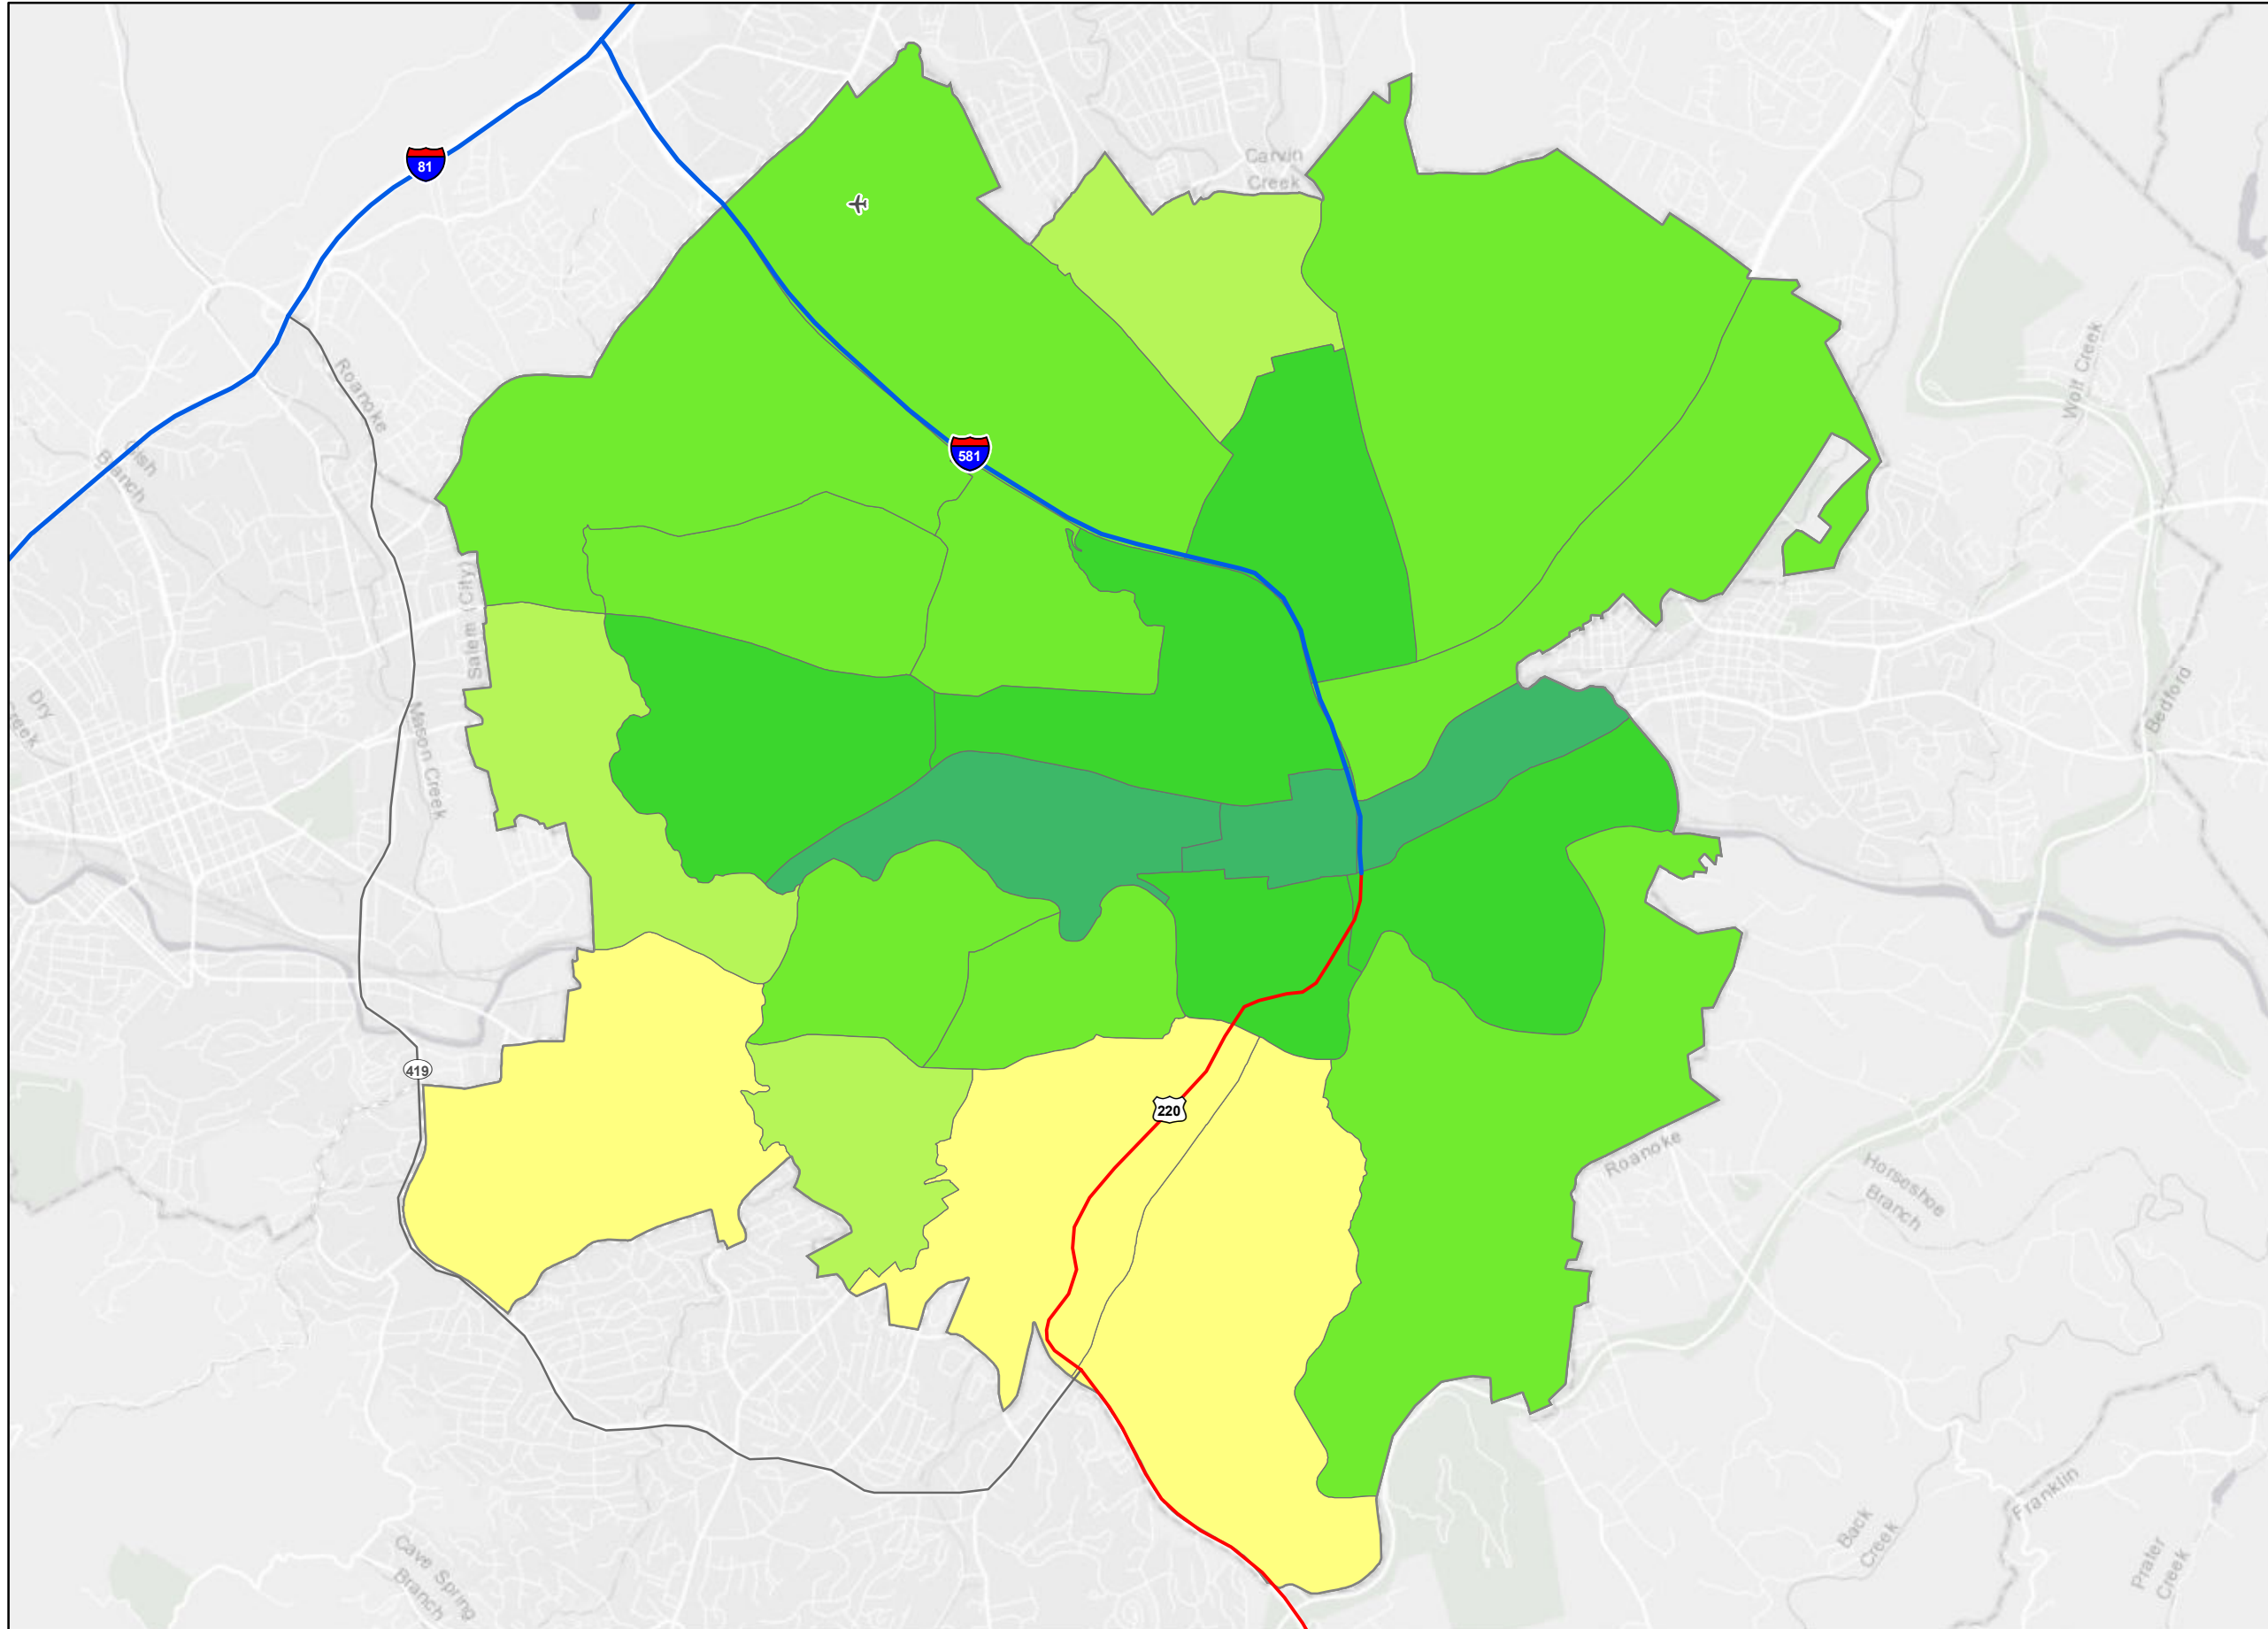 Carvin
Creek
81
Roanoke
Wolf Creek
Gish
Branch
581
Salem (City)
Bedford
Dry
Creek
Mason Creek
419
220
Roanoke
Horseshoe
Branch
Franklin
Back
Creek
Prater
Creek
Cave Spring
Branch